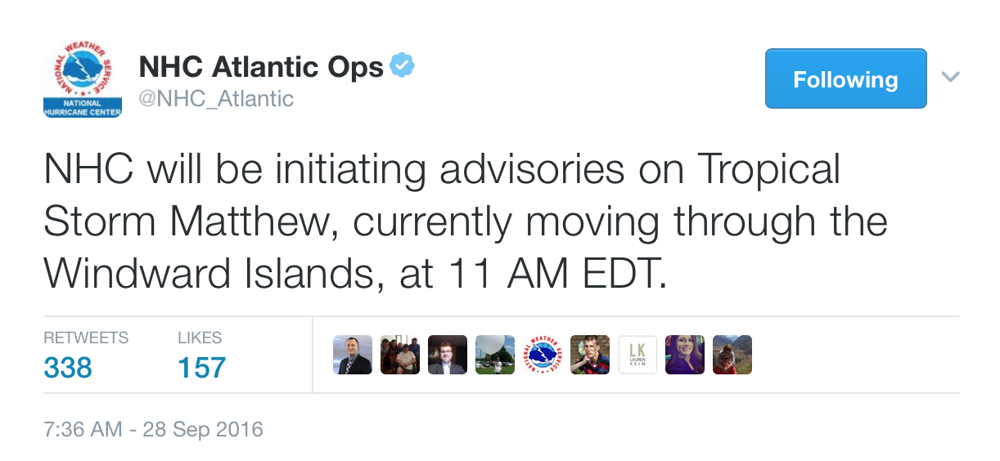 NATIONAL WEATHER SERVICE
NATIONAL
HURRICANE CENTER
NHC Atlantic Ops
@NHC_Atlantic
Following
NHC will be initiating advisories on Tropical
Storm Matthew, currently moving through the
Windward Islands, at 11 AM EDT.
RETWEETS
LIKES
338
157
NATIONAL WEATHER SERVICE
LK
LAUREN
KEIM
7:36 AM - 28 Sep 2016